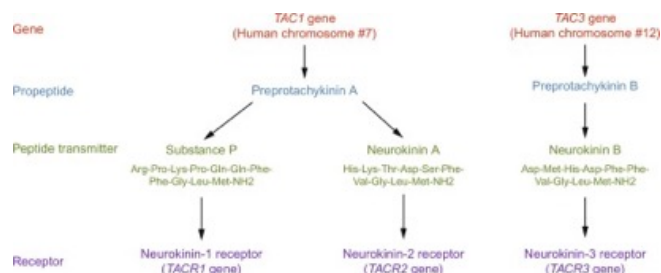 Gene
TAC1 gene
(Human chromosome #7)
TAC3 gene
(Human chromosome #12)
Propeptide
Preprotachykinin A
Preprotachykinin B
Peptide transmitter
Substance P
Arg-Pro-Lys-Pro-Gln-Gln-Phe-
Phe-Gly-Leu-Met-NH2
Neurokinin A
His-Lys-Thr-Asp-Ser-Phe-
Val-Gly-Leu-Met-NH2
Neurokinin B
Asp-Met-His-Asp-Phe-Phe-
Val-Gly-Leu-Met-NH2
Receptor
Neurokinin-1 receptor
(TACR1 gene)
Neurokinin-2 receptor
(TACR2 gene)
Neurokinin-3 receptor
(TACR3 gene)